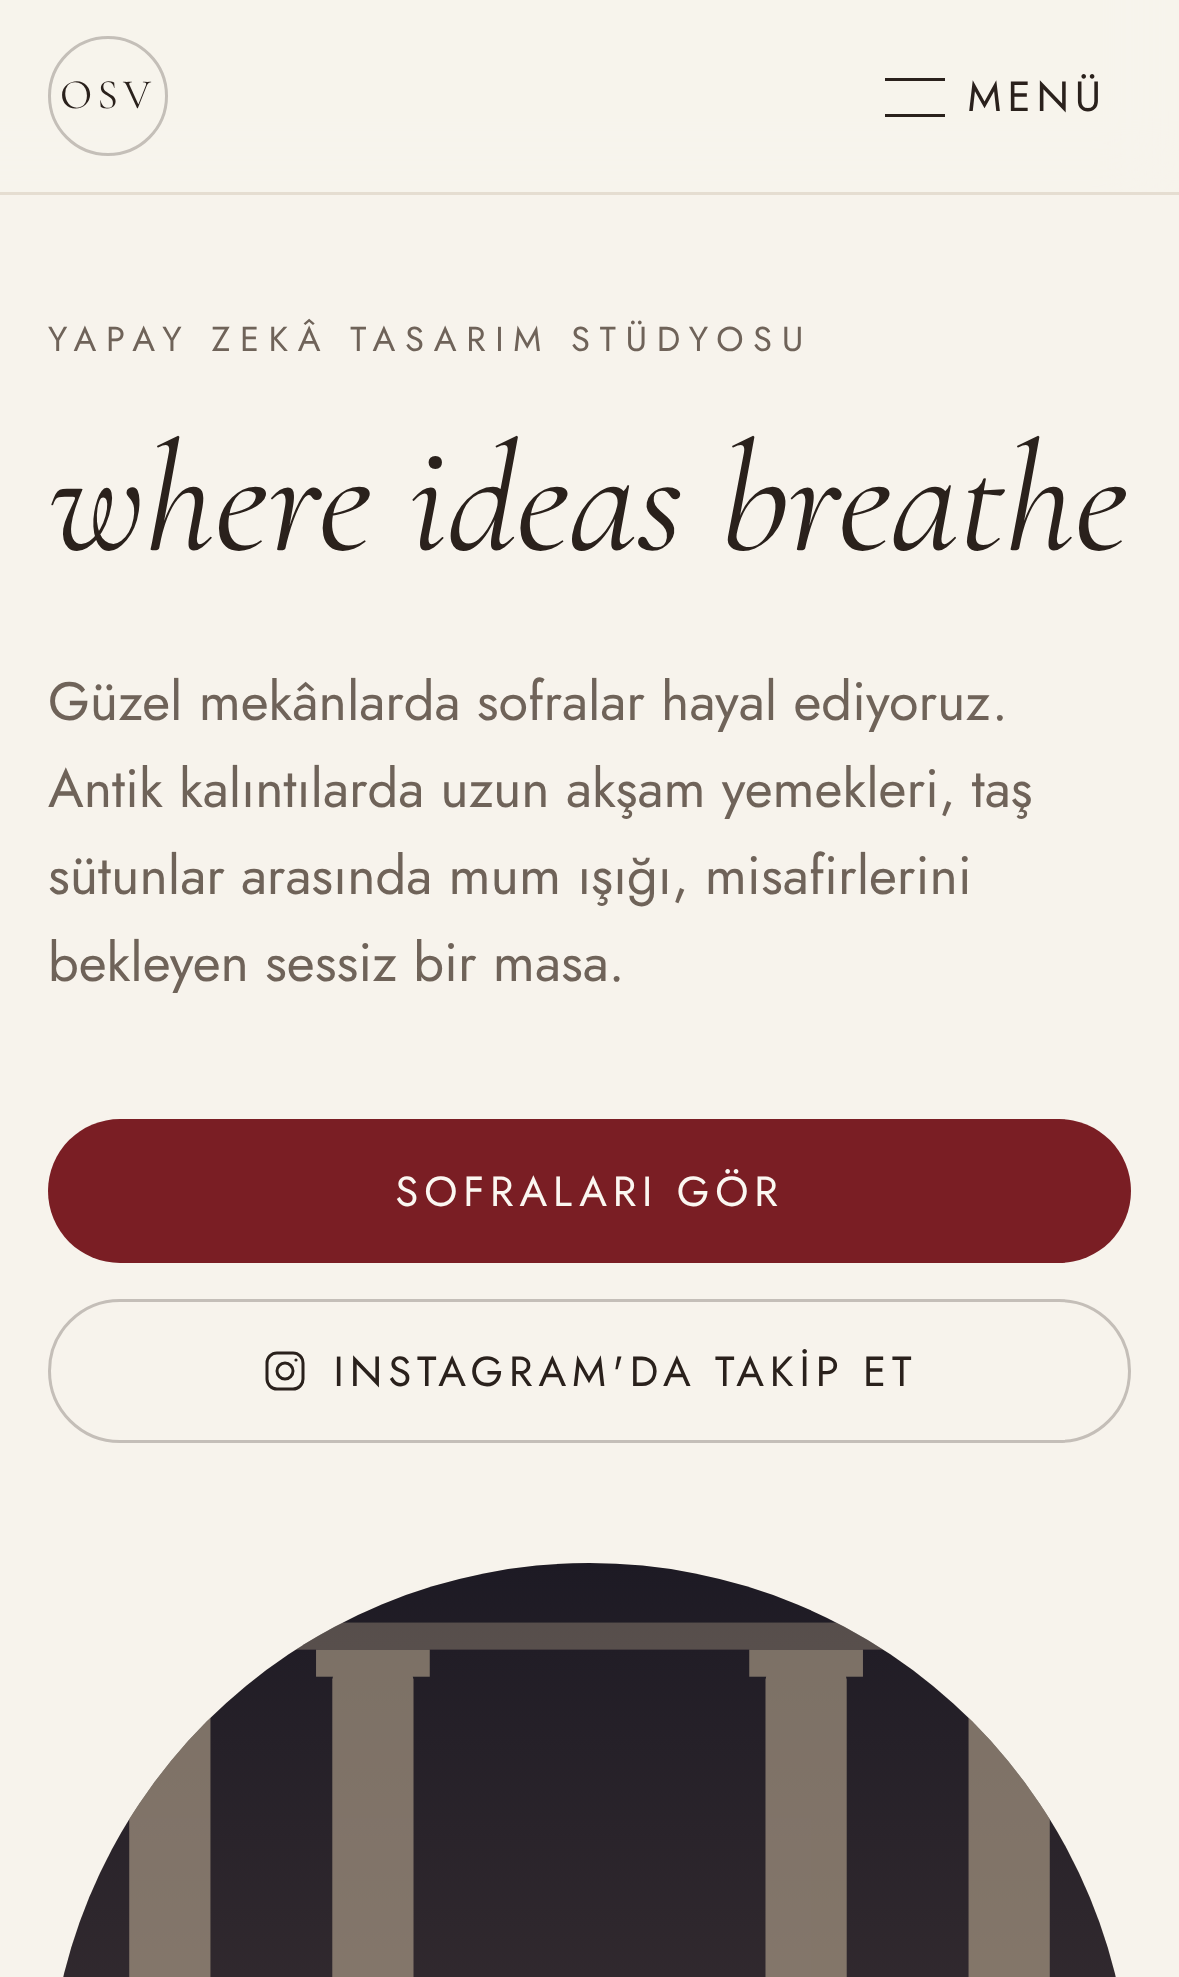 OSV
MENÜ
YAPAY ZEKÂ TASARIM STÜDYOSU
where ideas breathe
Güzel mekânlarda sofralar hayal ediyoruz.
Antik kalıntılarda uzun akşam yemekleri, taş
sütunlar arasında mum ışığı, misafirlerini
bekleyen sessiz bir masa.
SOFRALARI GÖR
INSTAGRAM'DA TAKİP ET